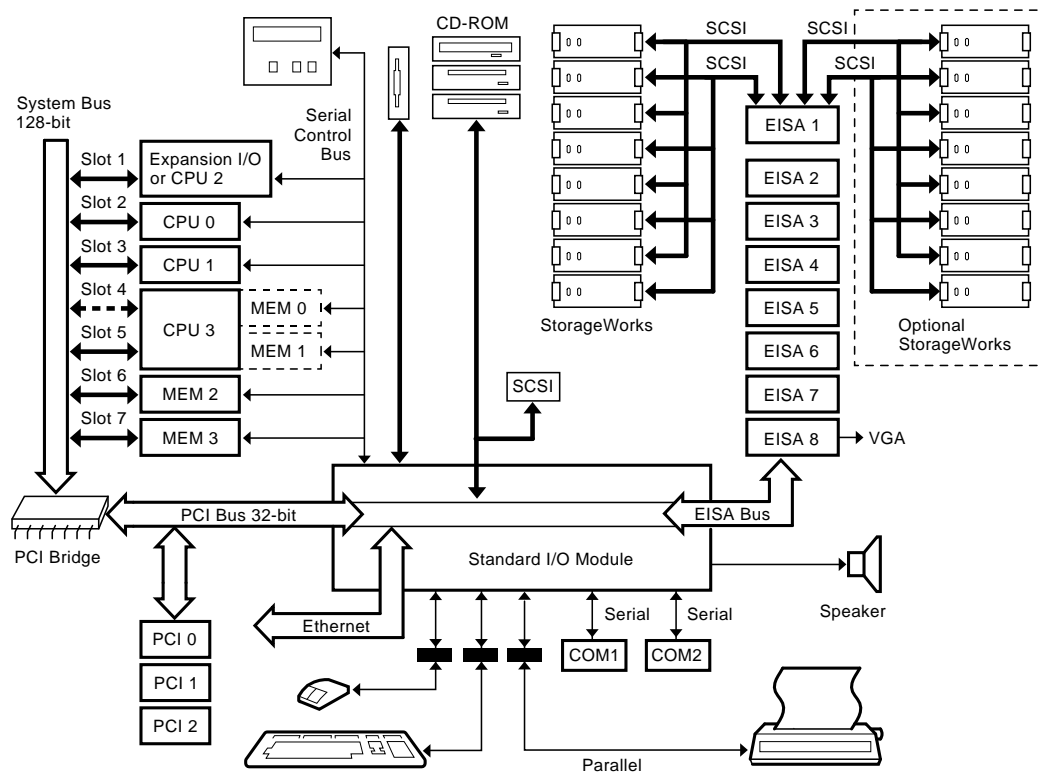 CD-ROM
SCSI
SCSI
SCSI
SCSI
System Bus
128-bit
Serial
Control
Bus
Slot 1
Expansion I/O
or CPU 2
Slot 2
CPU 0
Slot 3
CPU 1
Slot 4
CPU 3
MEM 0
Slot 5
MEM 1
Slot 6
MEM 2
Slot 7
MEM 3
EISA 1
EISA 2
EISA 3
EISA 4
EISA 5
EISA 6
EISA 7
EISA 8
VGA
StorageWorks
Optional
StorageWorks
SCSI
PCI Bus 32-bit
EISA Bus
PCI Bridge
Standard I/O Module
Ethernet
Serial
Serial
Speaker
PCI 0
PCI 1
PCI 2
COM1
COM2
Parallel